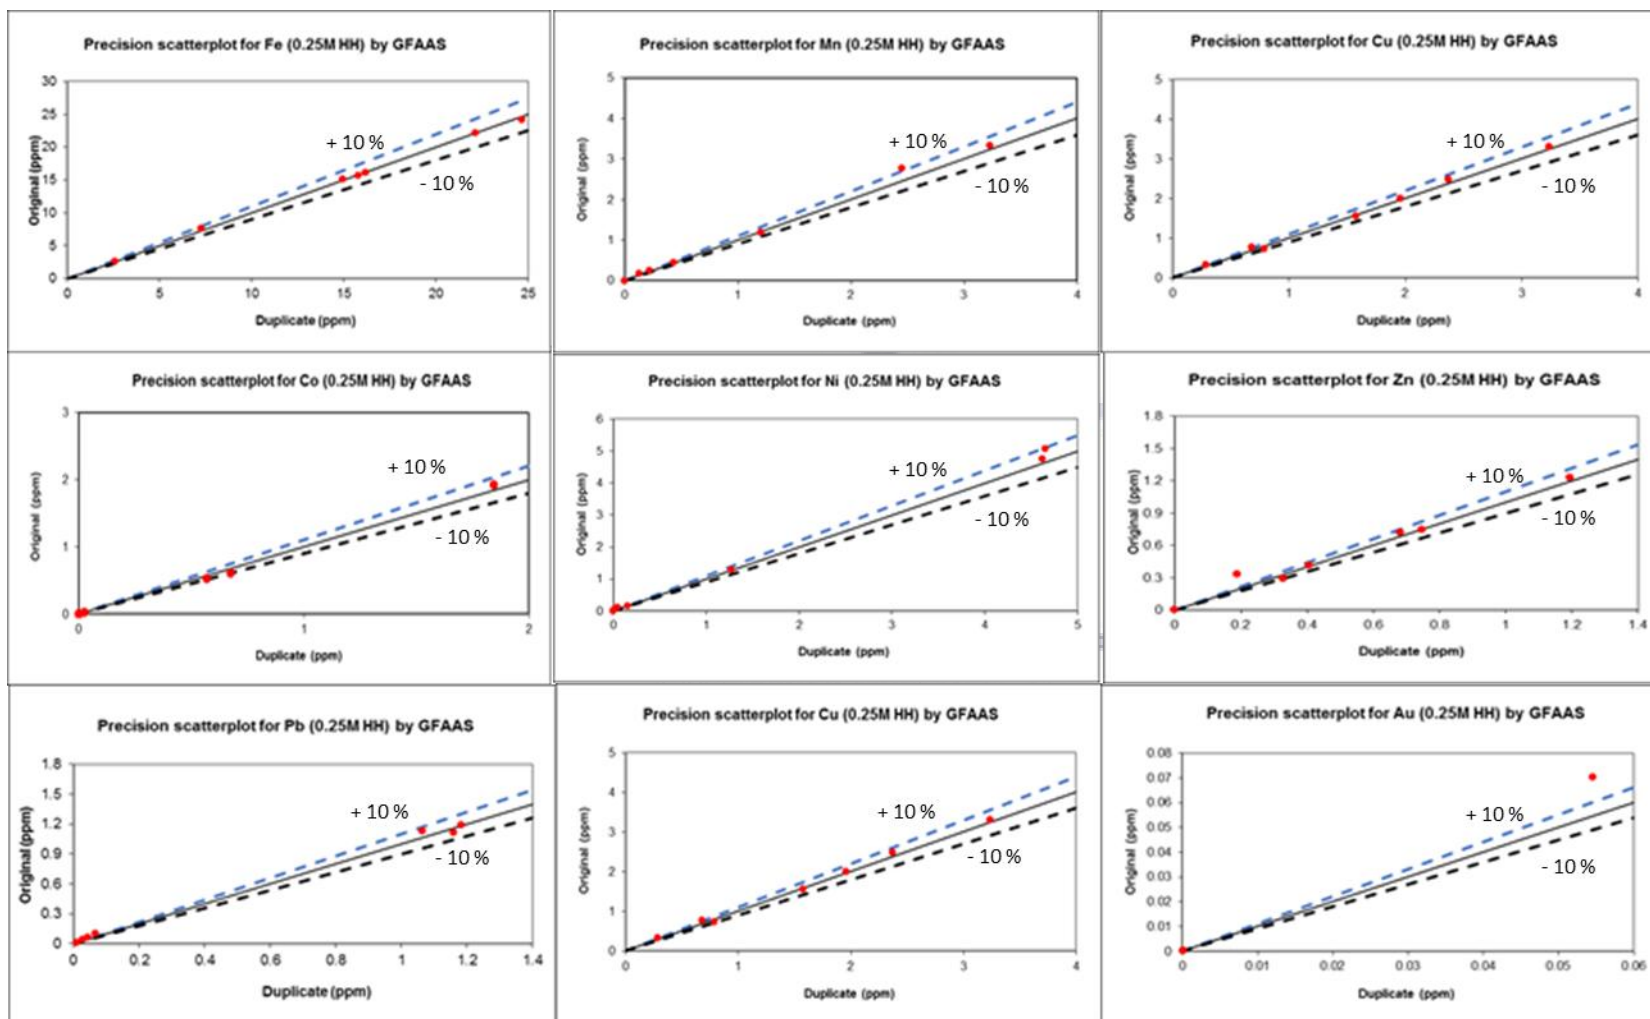 Precision scatterplot for Fe (0.25M HH) by GFAAS
30
25
20
15
10
5
0
Original (ppm)
+ 10 %
- 10 %
0 5 10 15 20 25
Duplicate (ppm)
Precision scatterplot for Mn (0.25M HH) by GFAAS
5
4
3
2
1
0
Original (ppm)
+ 10 %
- 10 %
0 1 2 3 4
Duplicate (ppm)
Precision scatterplot for Cu (0.25M HH) by GFAAS
5
4
3
2
1
0
Original (ppm)
+ 10 %
- 10 %
0 1 2 3 4
Duplicate (ppm)
Precision scatterplot for Co (0.25M HH) by GFAAS
3
2
1
0
Original (ppm)
+ 10 %
- 10 %
0 1 2
Duplicate (ppm)
Precision scatterplot for Ni (0.25M HH) by GFAAS
6
5
4
3
2
1
0
Original (ppm)
+ 10 %
- 10 %
0 1 2 3 4 5
Duplicate (ppm)
Precision scatterplot for Zn (0.25M HH) by GFAAS
1.8
1.5
1.2
0.9
0.6
0.3
0
Original (ppm)
+ 10 %
- 10 %
0 0.2 0.4 0.6 0.8 1 1.2 1.4
Duplicate (ppm)
Precision scatterplot for Pb (0.25M HH) by GFAAS
1.8
1.5
1.2
0.9
0.6
0.3
0
Original (ppm)
+ 10 %
- 10 %
0 0.2 0.4 0.6 0.8 1 1.2 1.4
Duplicate (ppm)
Precision scatterplot for Cu (0.25M HH) by GFAAS
5
4
3
2
1
0
Original (ppm)
+ 10 %
- 10 %
0 1 2 3 4
Duplicate (ppm)
Precision scatterplot for Au (0.25M HH) by GFAAS
0.08
0.07
0.06
0.05
0.04
0.03
0.02
0.01
0
Original (ppm)
+ 10 %
- 10 %
0 0.01 0.02 0.03 0.04 0.05 0.06
Duplicate (ppm)